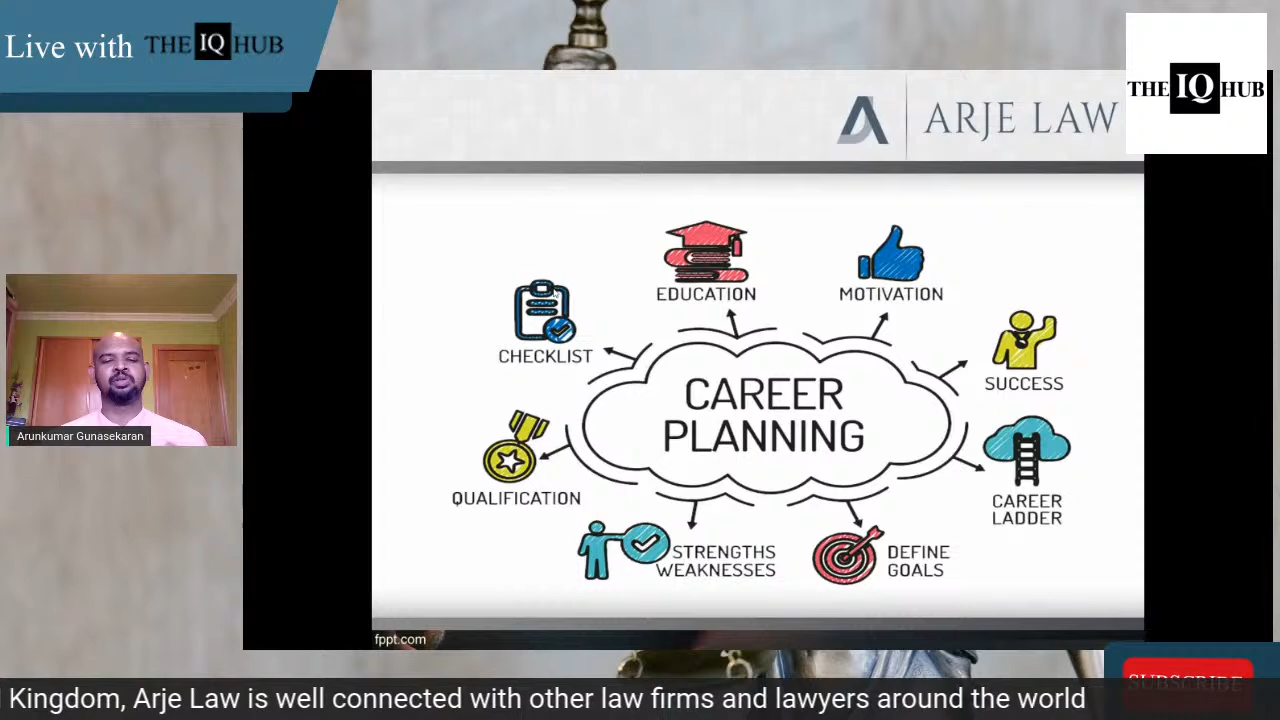 Live with THE IQ HUB
THE IQ HUB
ARJE LAW
EDUCATION
MOTIVATION
CHECKLIST
SUCCESS
CAREER
PLANNING
QUALIFICATION
CAREER
LADDER
STRENGTHS
WEAKNESSES
DEFINE
GOALS
Arunkumar Gunasekaran
fppt.com
SUBSCRIBE
Kingdom, Arje Law is well connected with other law firms and lawyers around the world